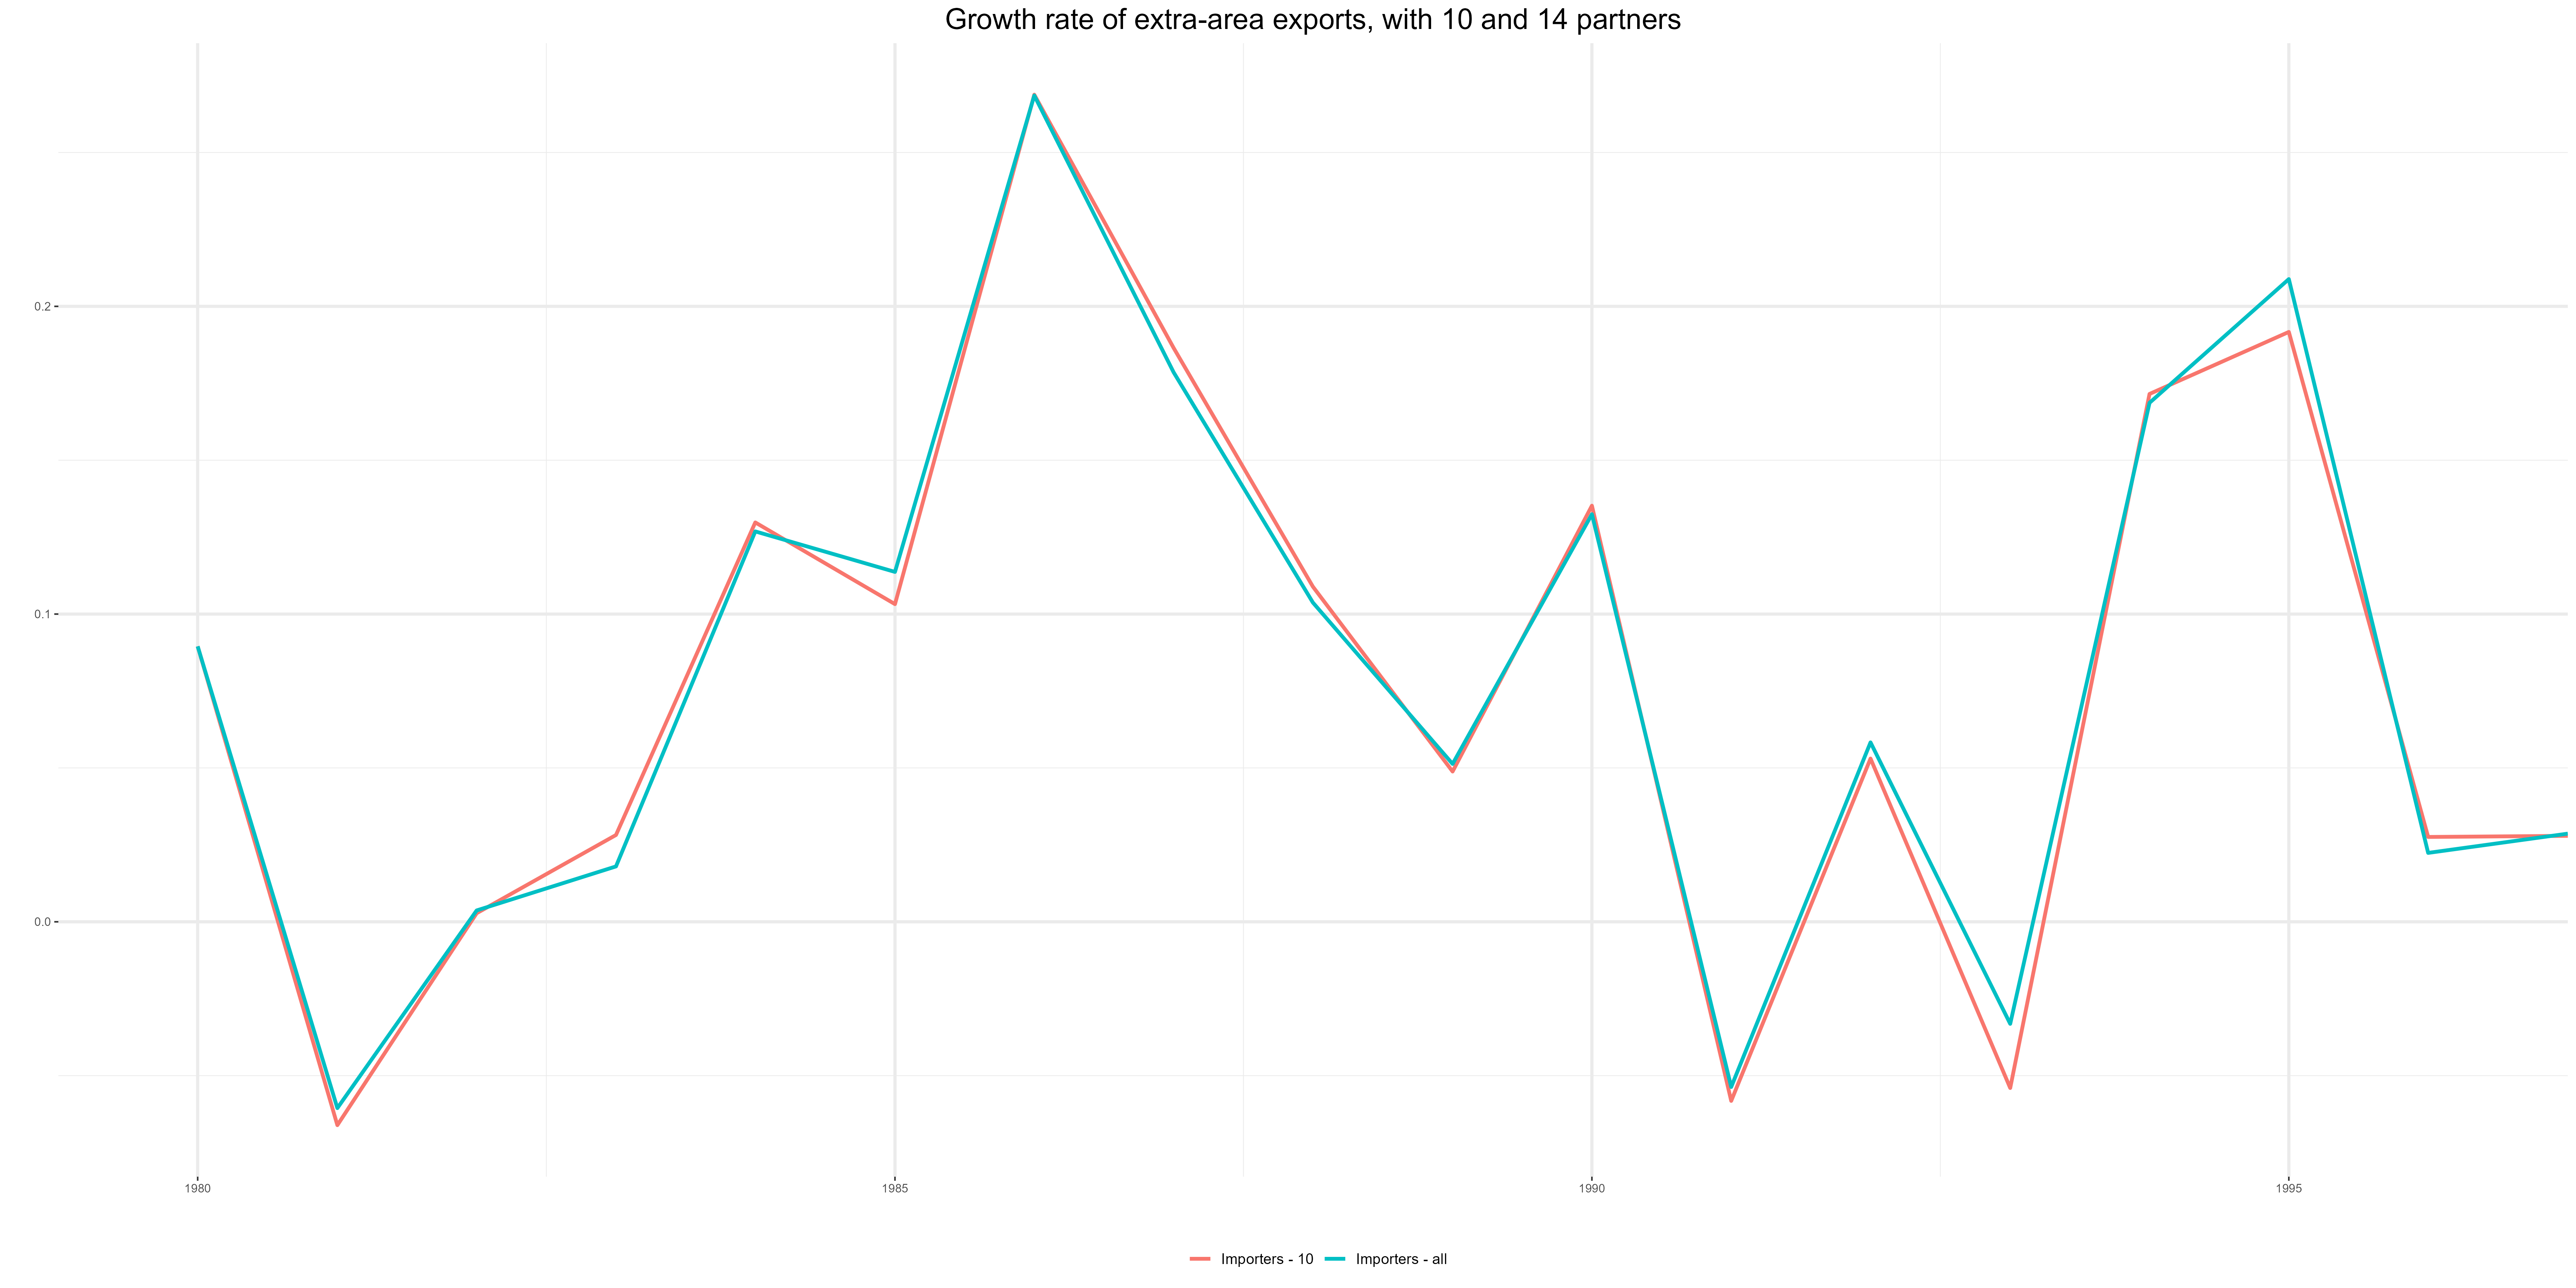 Growth rate of extra-area exports, with 10 and 14 partners
0.2
0.1
0.0
1980 1985 1990 1995
Importers - 10 Importers - all